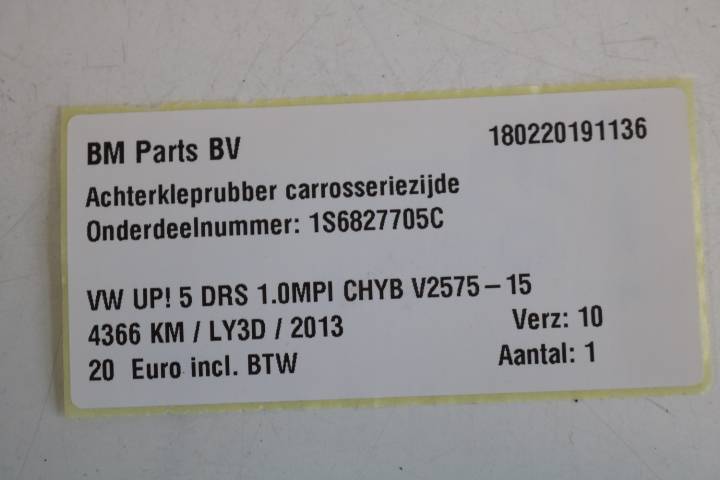 BM Parts BV 180220191136
Achterkleprubber carrosseriezijde
Onderdeelnummer: 1S6827705C
VW UP! 5 DRS 1.0MPI CHYB V2575-15
4366 KM / LY3D / 2013 Verz: 10
20 Euro incl. BTW Aantal: 1